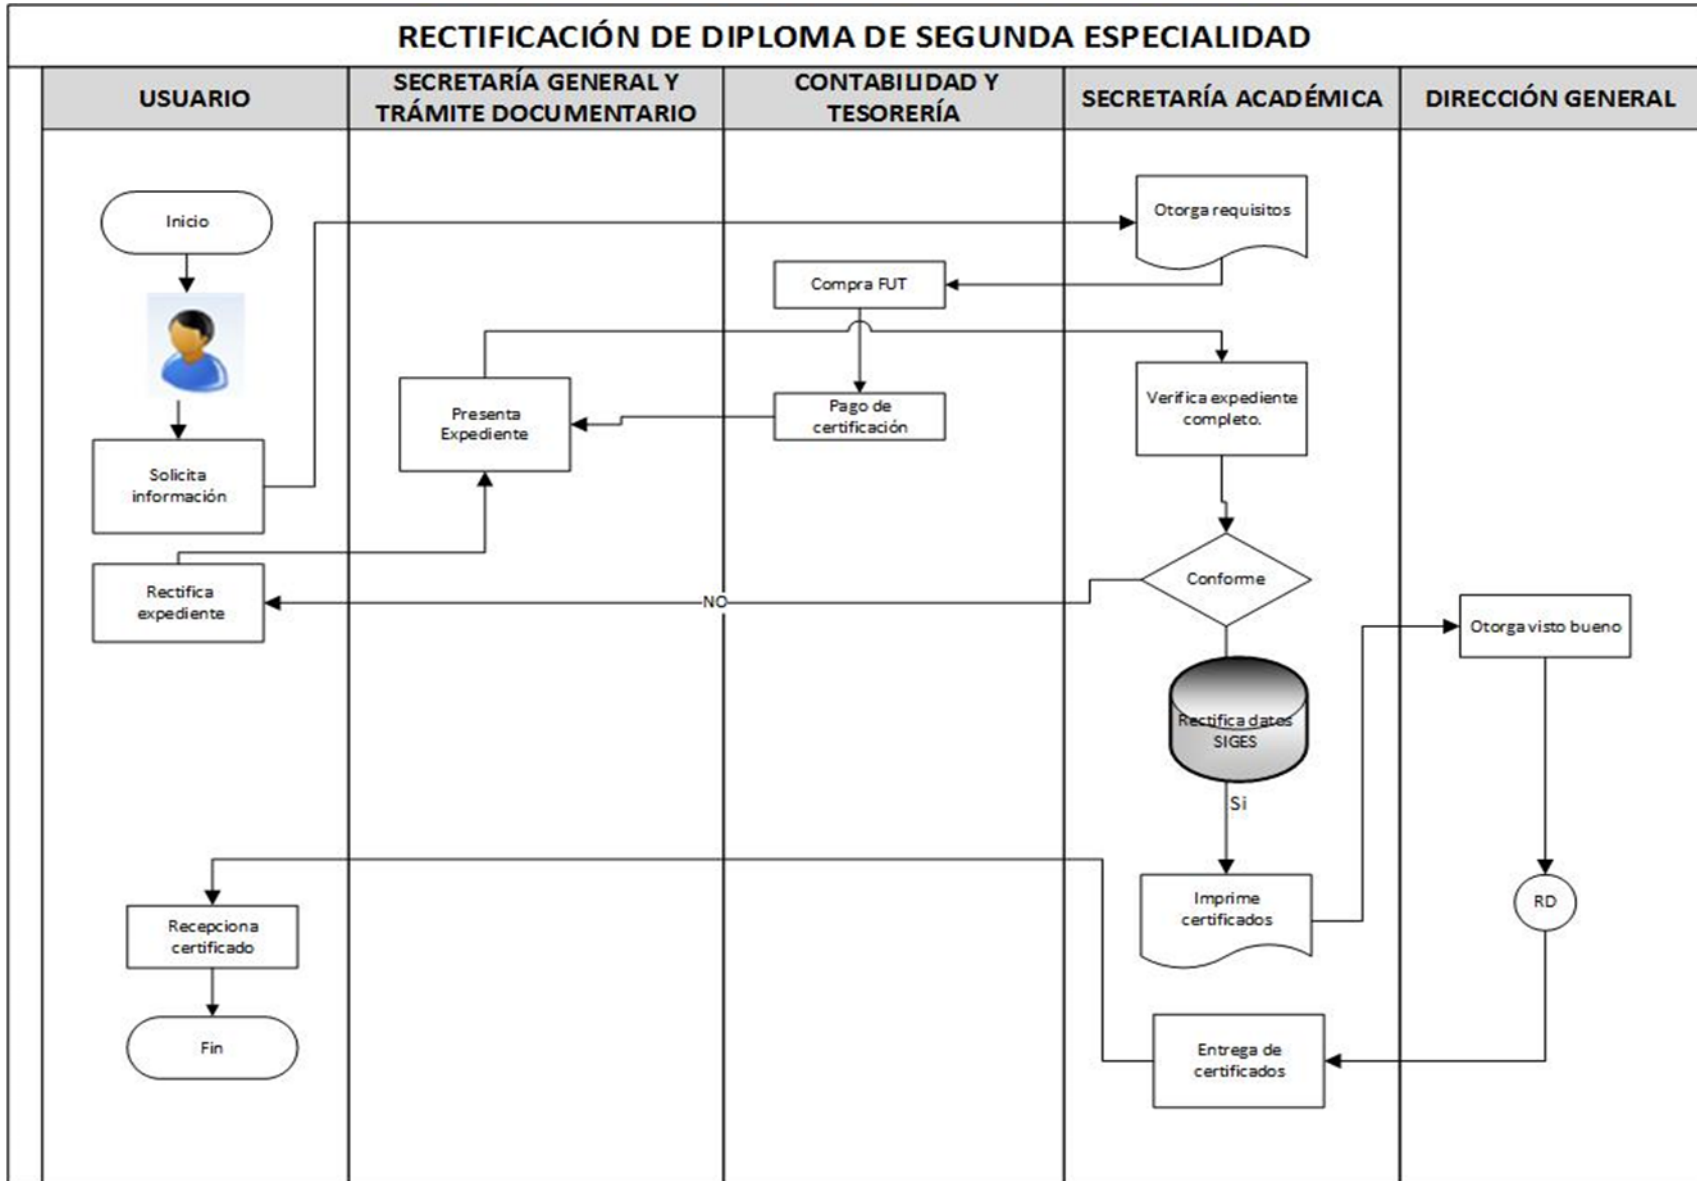 RECTIFICACIÓN DE DIPLOMA DE SEGUNDA ESPECIALIDAD
USUARIO
SECRETARÍA GENERAL Y
TRÁMITE DOCUMENTARIO
CONTABILIDAD Y
TESORERÍA
SECRETARÍA ACADÉMICA
DIRECCIÓN GENERAL
Inicio
Otorga requisitos
Compra FUT
Presenta
Expediente
Pago de
certificación
Verifica expediente
completo.
Solicita
información
Rectifica
expediente
NO
Conforme
Otorga visto bueno
Rectifica datos
SIGES
Si
Imprime
certificados
RD
Recepciona
certificado
Fin
Entrega de
certificados